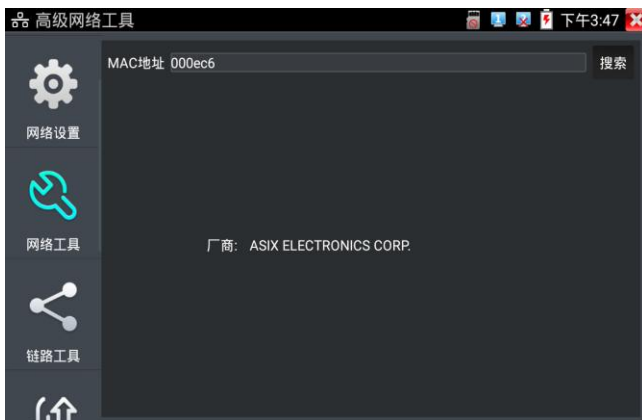 高级网络工具
下午3:47
MAC地址 000ec6 搜索
网络设置
网络工具
厂商: ASIX ELECTRONICS CORP.
链路工具